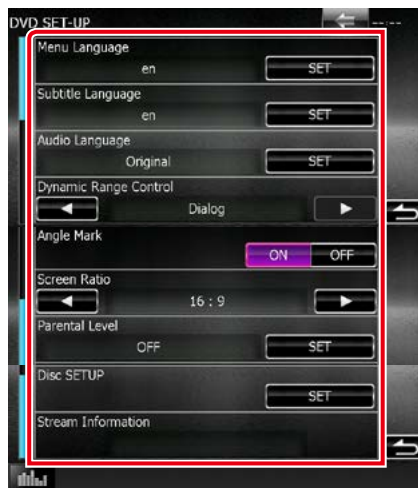 DVD SET-UP
--:--
Menu Language
en SET
Subtitle Language
en SET
Audio Language
Original SET
Dynamic Range Control
Dialog
Angle Mark
ON OFF
Screen Ratio
16 : 9
Parental Level
OFF SET
Disc SETUP
SET
Stream Information